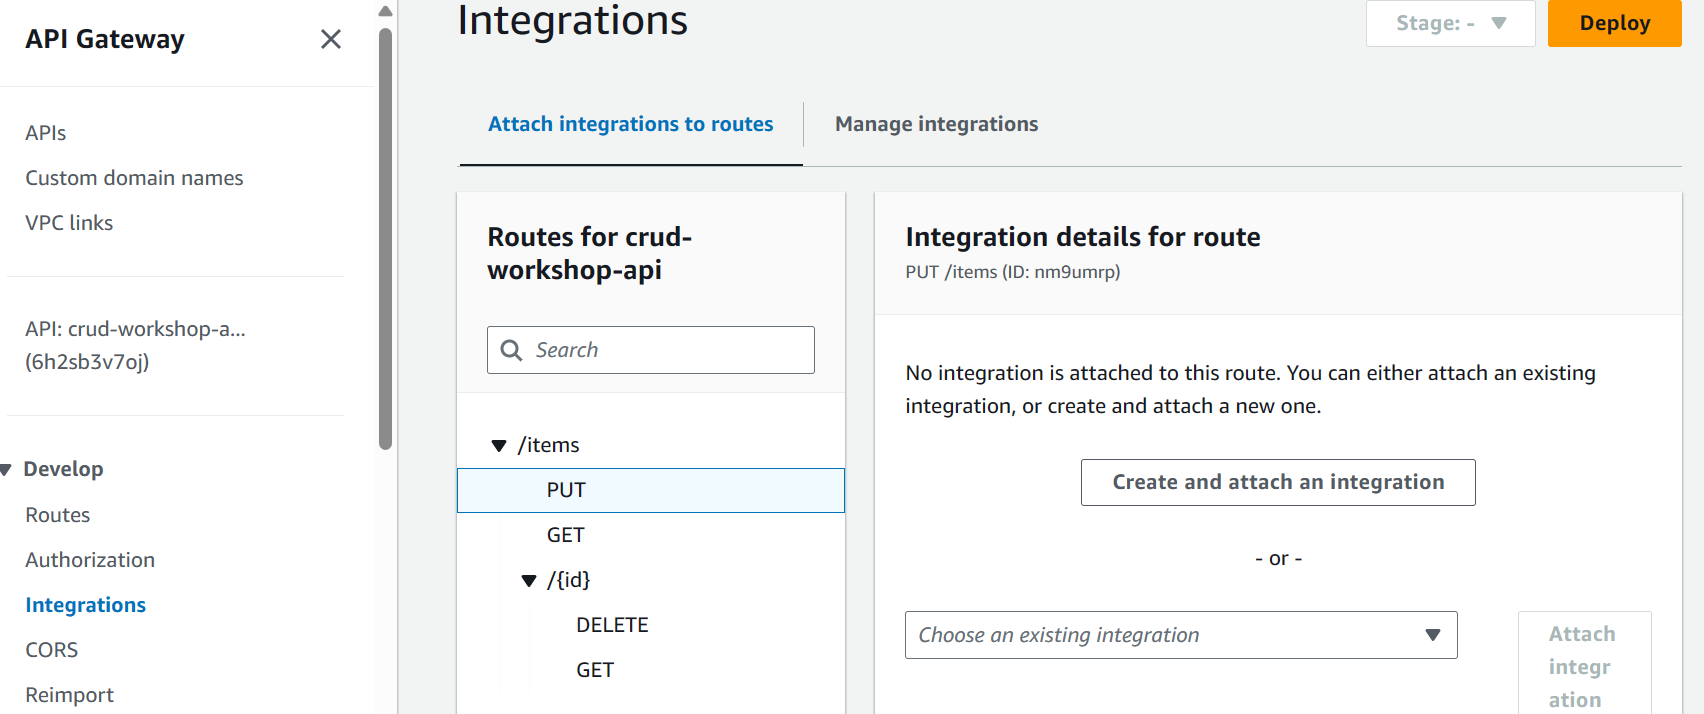 API Gateway
APIs
Custom domain names
VPC links
API: crud-workshop-a...
(6h2sb3v7oj)
Develop
Routes
Authorization
Integrations
CORS
Reimport
Integrations
Stage: -
Deploy
Attach integrations to routes
Manage integrations
Routes for crud-
workshop-api
Search
/items
PUT
GET
/{id}
DELETE
GET
Integration details for route
PUT /items (ID: nm9umrp)
No integration is attached to this route. You can either attach an existing
integration, or create and attach a new one.
Create and attach an integration
- or -
Choose an existing integration
Attach
integr
ation